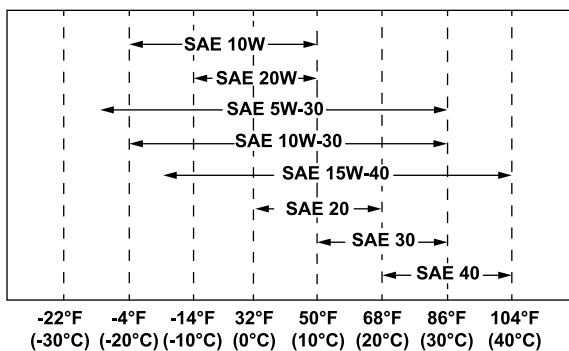 SAE 10W
SAE 20W
SAE 5W-30
SAE 10W-30
SAE 15W-40
SAE 20
SAE 30
SAE 40
-22°F -4°F -14°F 32°F 50°F 68°F 86°F 104°F
(-30°C) (-20°C) (-10°C) (0°C) (10°C) (20°C) (30°C) (40°C)